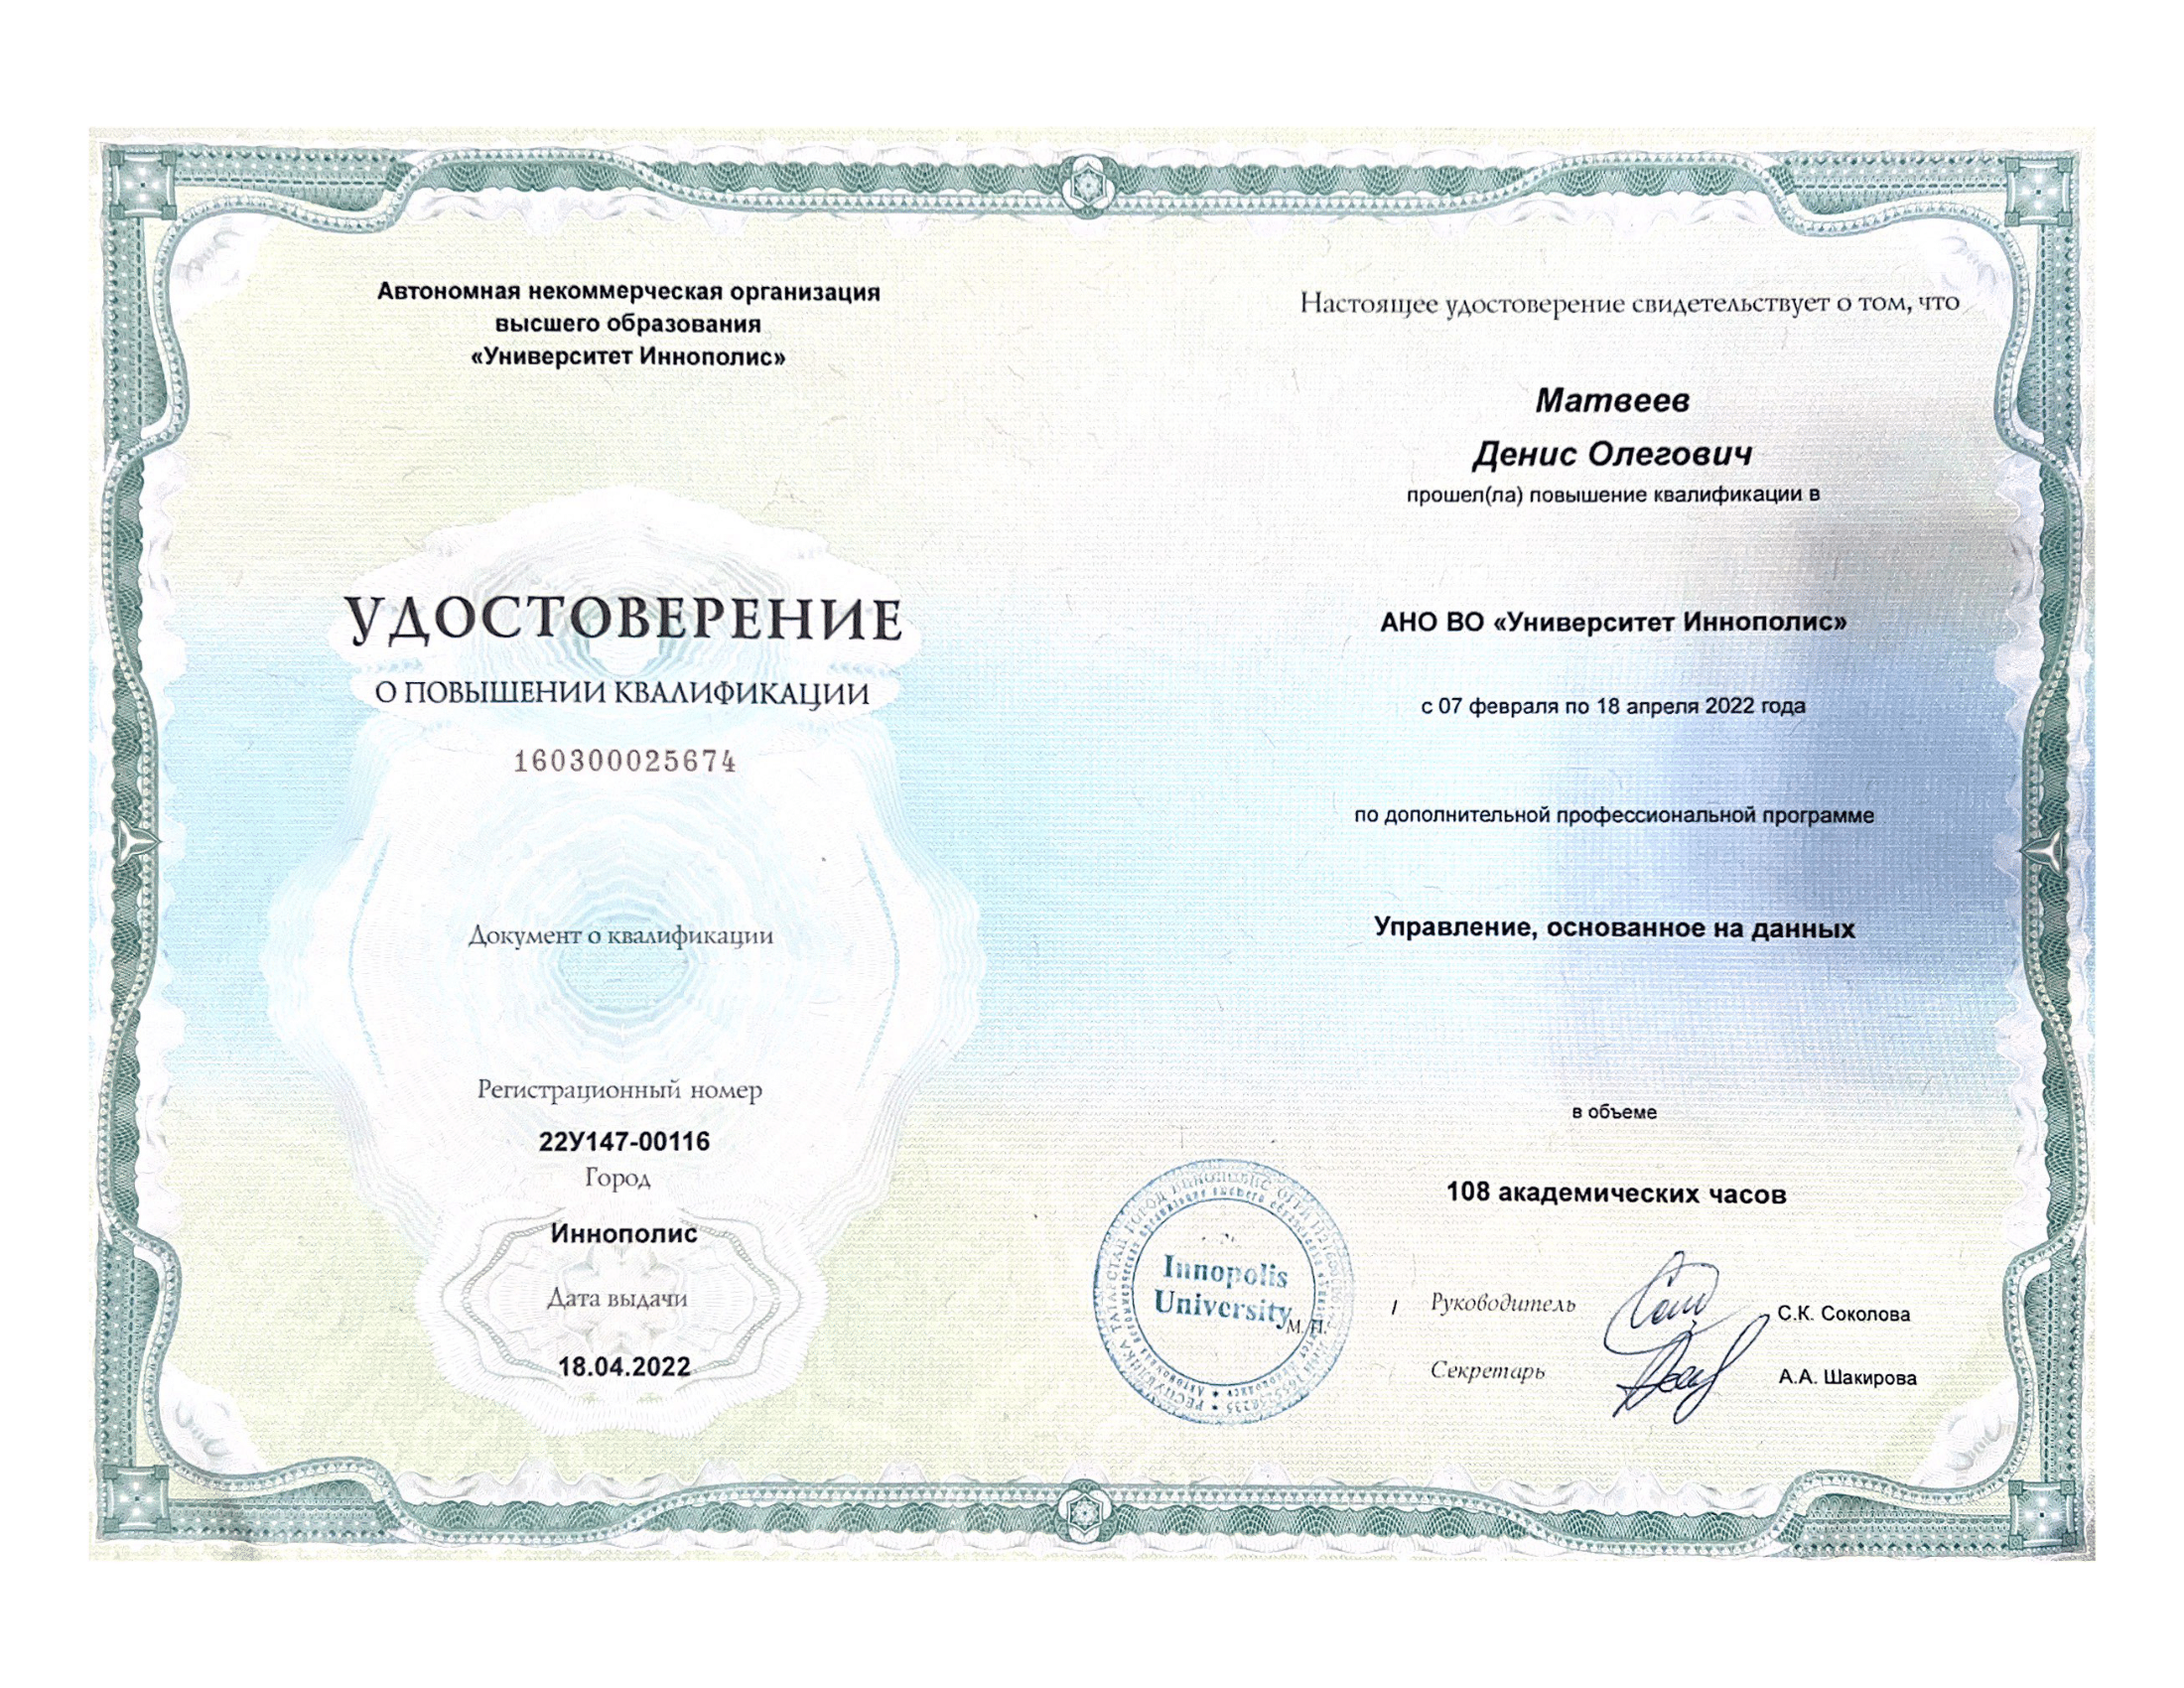 Автономная некоммерческая организация
высшего образования
«Университет Иннополис»
УДОСТОВЕРЕНИЕ
О ПОВЫШЕНИИ КВАЛИФИКАЦИИ
160300025674
Документ о квалификации
Регистрационный номер
22У147-00116
Город
Иннополис
Дата выдачи
18.04.2022
Настоящее удостоверение свидетельствует о том, что
Матвеев
Денис Олегович
прошел(ла) повышение квалификации в
АНО ВО «Университет Иннополис»
с 07 февраля по 18 апреля 2022 года
по дополнительной профессиональной программе
Управление, основанное на данных
в объеме
108 академических часов
Innopolis
University
М.П.
Руководитель
С.К. Соколова
Секретарь
А.А. Шакирова